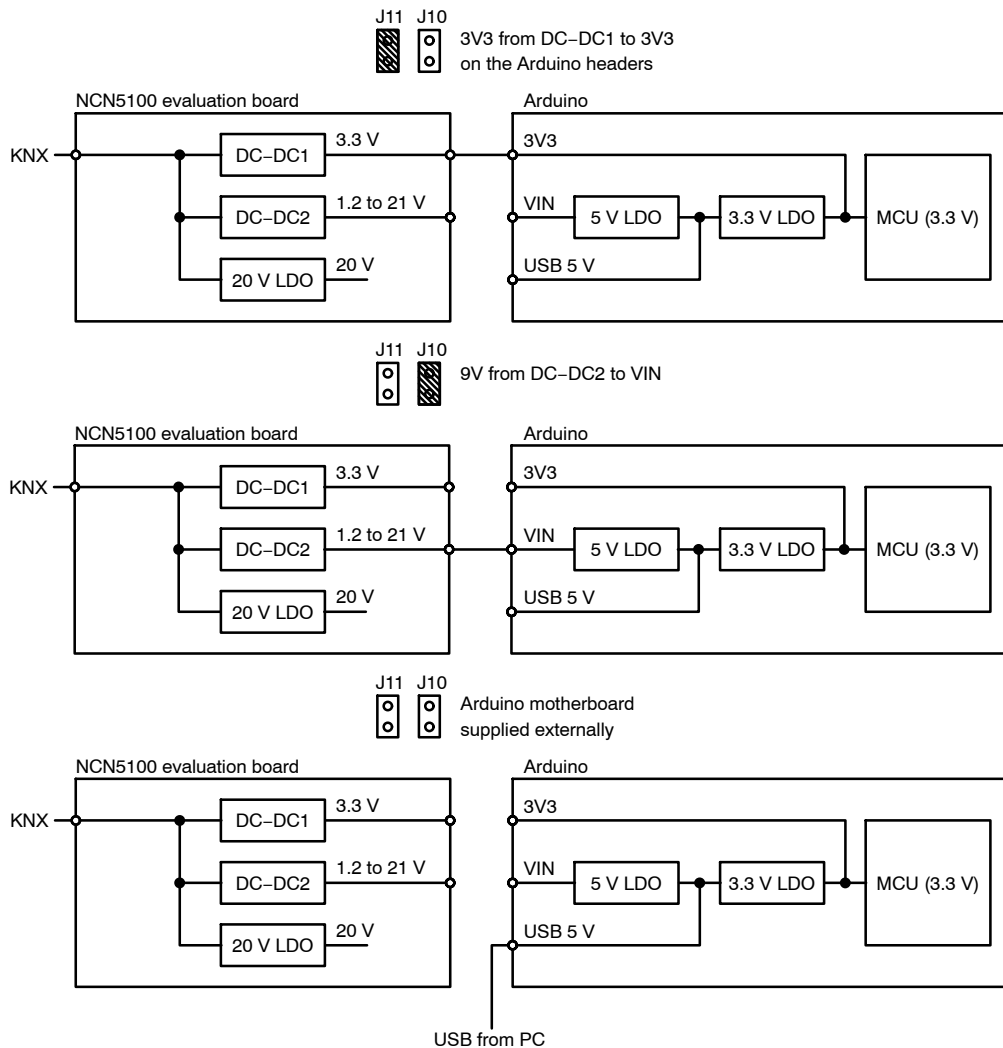 J11 J10
3V3 from DC−DC1 to 3V3
on the Arduino headers
NCN5100 evaluation board
Arduino
KNX
DC−DC1
3.3 V
3V3
DC−DC2
1.2 to 21 V
VIN
5 V LDO
3.3 V LDO
MCU (3.3 V)
20 V LDO
20 V
USB 5 V
J11 J10
9V from DC−DC2 to VIN
NCN5100 evaluation board
Arduino
KNX
DC−DC1
3.3 V
3V3
DC−DC2
1.2 to 21 V
VIN
5 V LDO
3.3 V LDO
MCU (3.3 V)
20 V LDO
20 V
USB 5 V
J11 J10
Arduino motherboard
supplied externally
NCN5100 evaluation board
Arduino
KNX
DC−DC1
3.3 V
3V3
DC−DC2
1.2 to 21 V
VIN
5 V LDO
3.3 V LDO
MCU (3.3 V)
20 V LDO
20 V
USB 5 V
USB from PC